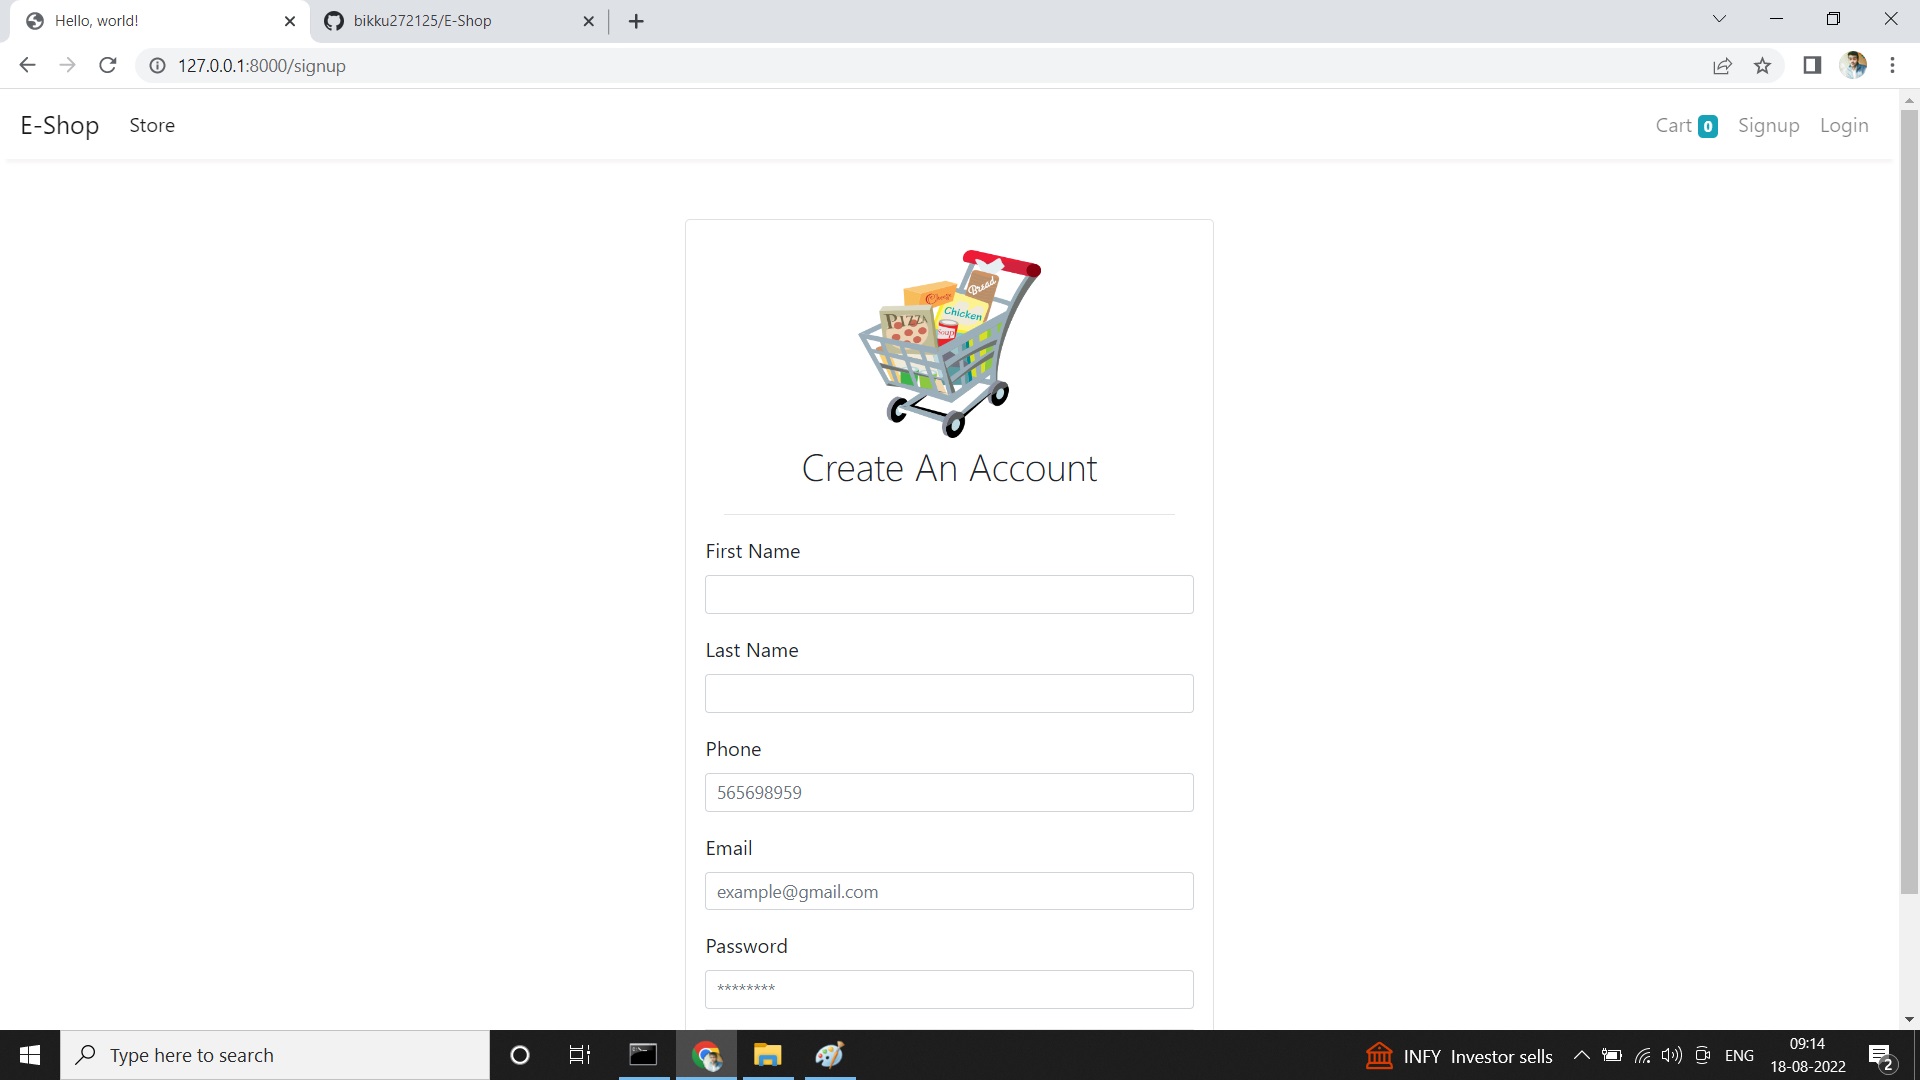 Hello, world!
bikku272125/E-Shop
127.0.0.1:8000/signup
E-Shop
Store
Cart 0
Signup
Login
Bread
Cheese
Chicken
PIZZA
Soup
Create An Account
First Name
Last Name
Phone
565698959
Email
example@gmail.com
Password
********
Type here to search
INFY Investor sells
ENG
09:14
18-08-2022
2